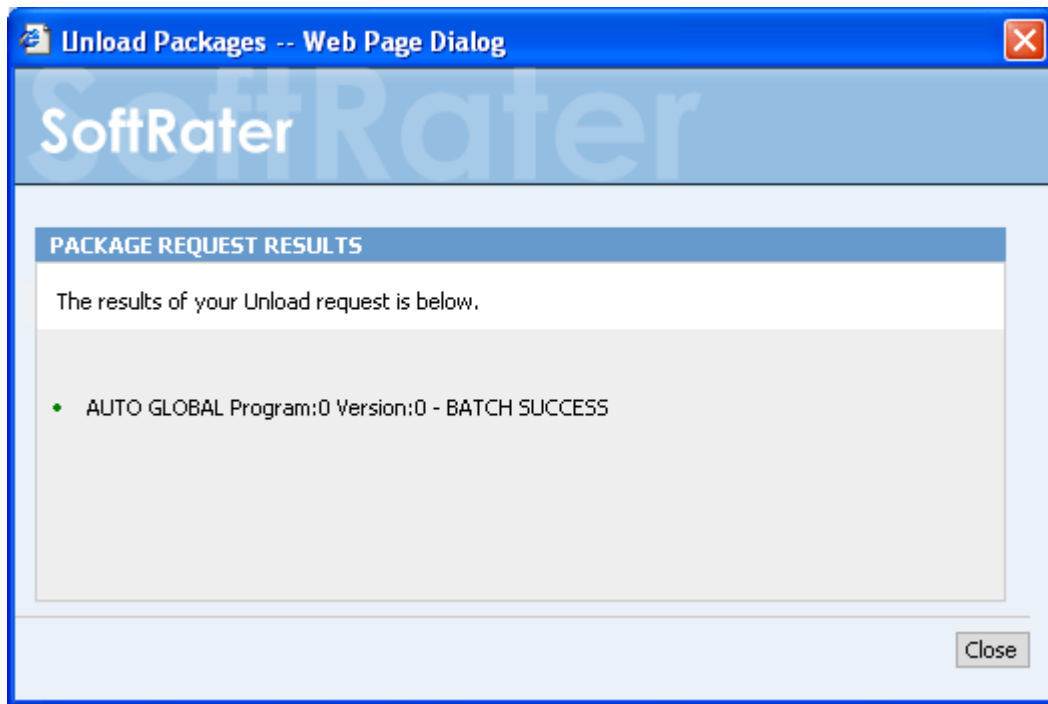 Unload Packages -- Web Page Dialog
SoftRater
SoftRater
PACKAGE REQUEST RESULTS
The results of your Unload request is below.
• AUTO GLOBAL Program:0 Version:0 - BATCH SUCCESS
Close